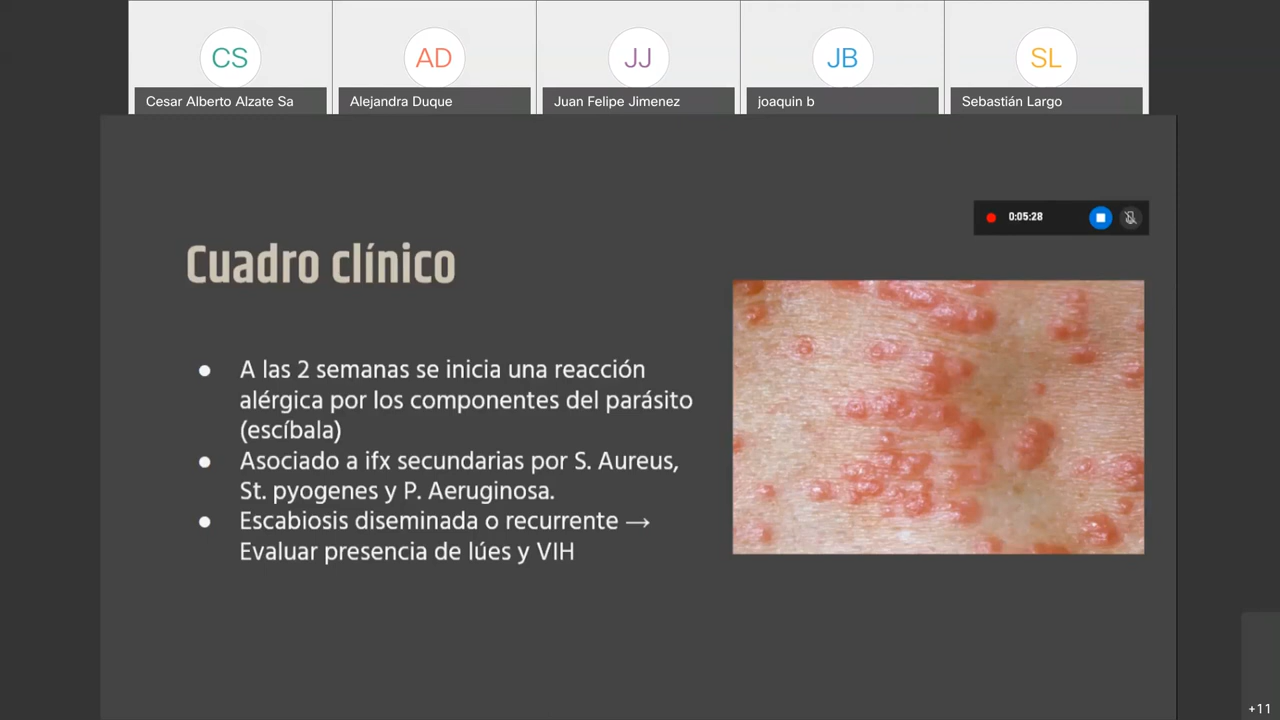 CS
AD
JJ
JB
SL
Cesar Alberto Alzate Sa
Alejandra Duque
Juan Felipe Jimenez
joaquin b
Sebastián Largo
0:05:28
Cuadro clínico
● A las 2 semanas se inicia una reacción
alérgica por los componentes del parásito
(escíbala)
● Asociado a ifx secundarias por S. Aureus,
St. pyogenes y P. Aeruginosa.
● Escabiosis diseminada o recurrente →
Evaluar presencia de lúes y VIH
+11